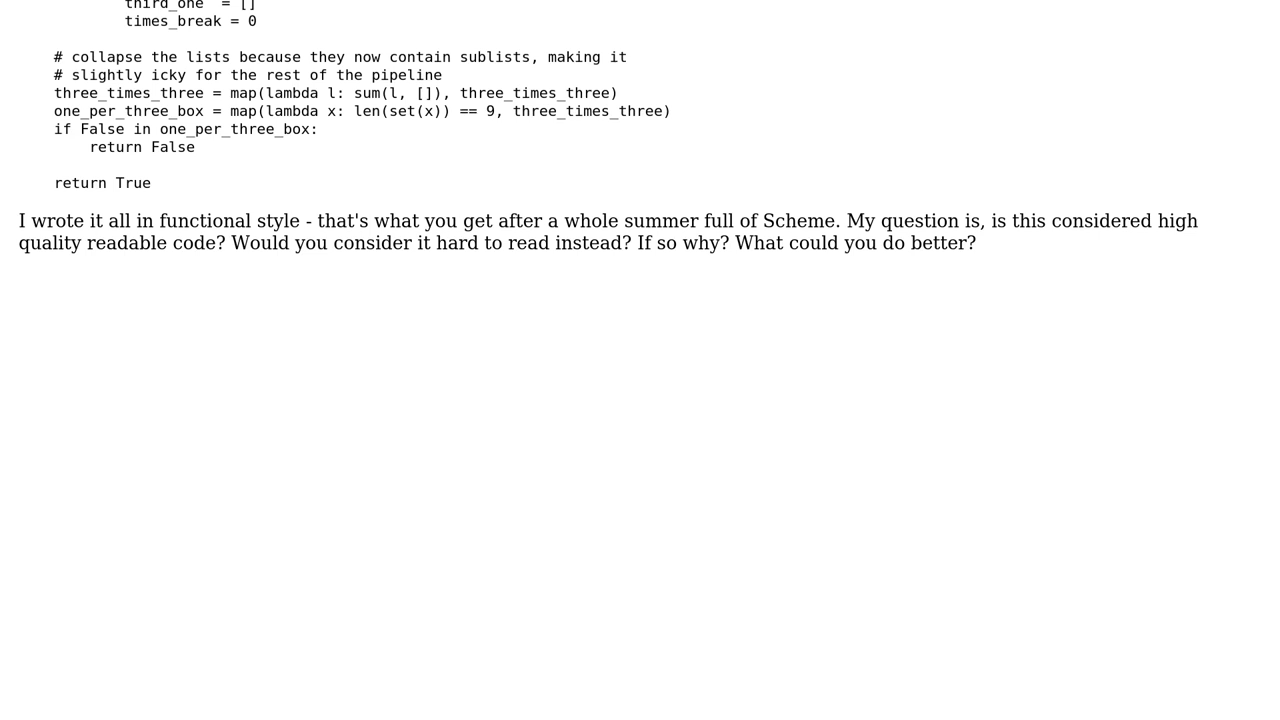 third_one  = []
times_break = 0
# collapse the lists because they now contain sublists, making it
# slightly icky for the rest of the pipeline
three_times_three = map(lambda l: sum(l, []), three_times_three)
one_per_three_box = map(lambda x: len(set(x)) == 9, three_times_three)
if False in one_per_three_box:
    return False
return True
I wrote it all in functional style - that's what you get after a whole summer full of Scheme. My question is, is this considered high
quality readable code? Would you consider it hard to read instead? If so why? What could you do better?